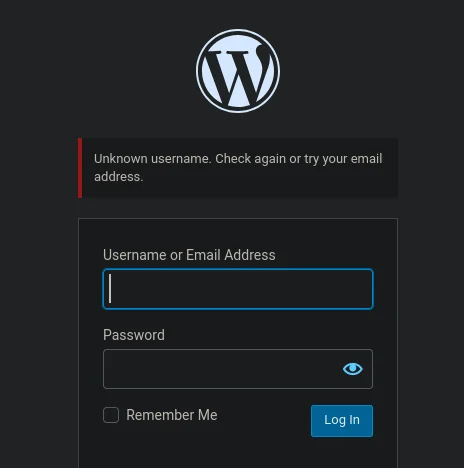 Unknown username. Check again or try your email
address.
Username or Email Address
Password
Remember Me
Log In